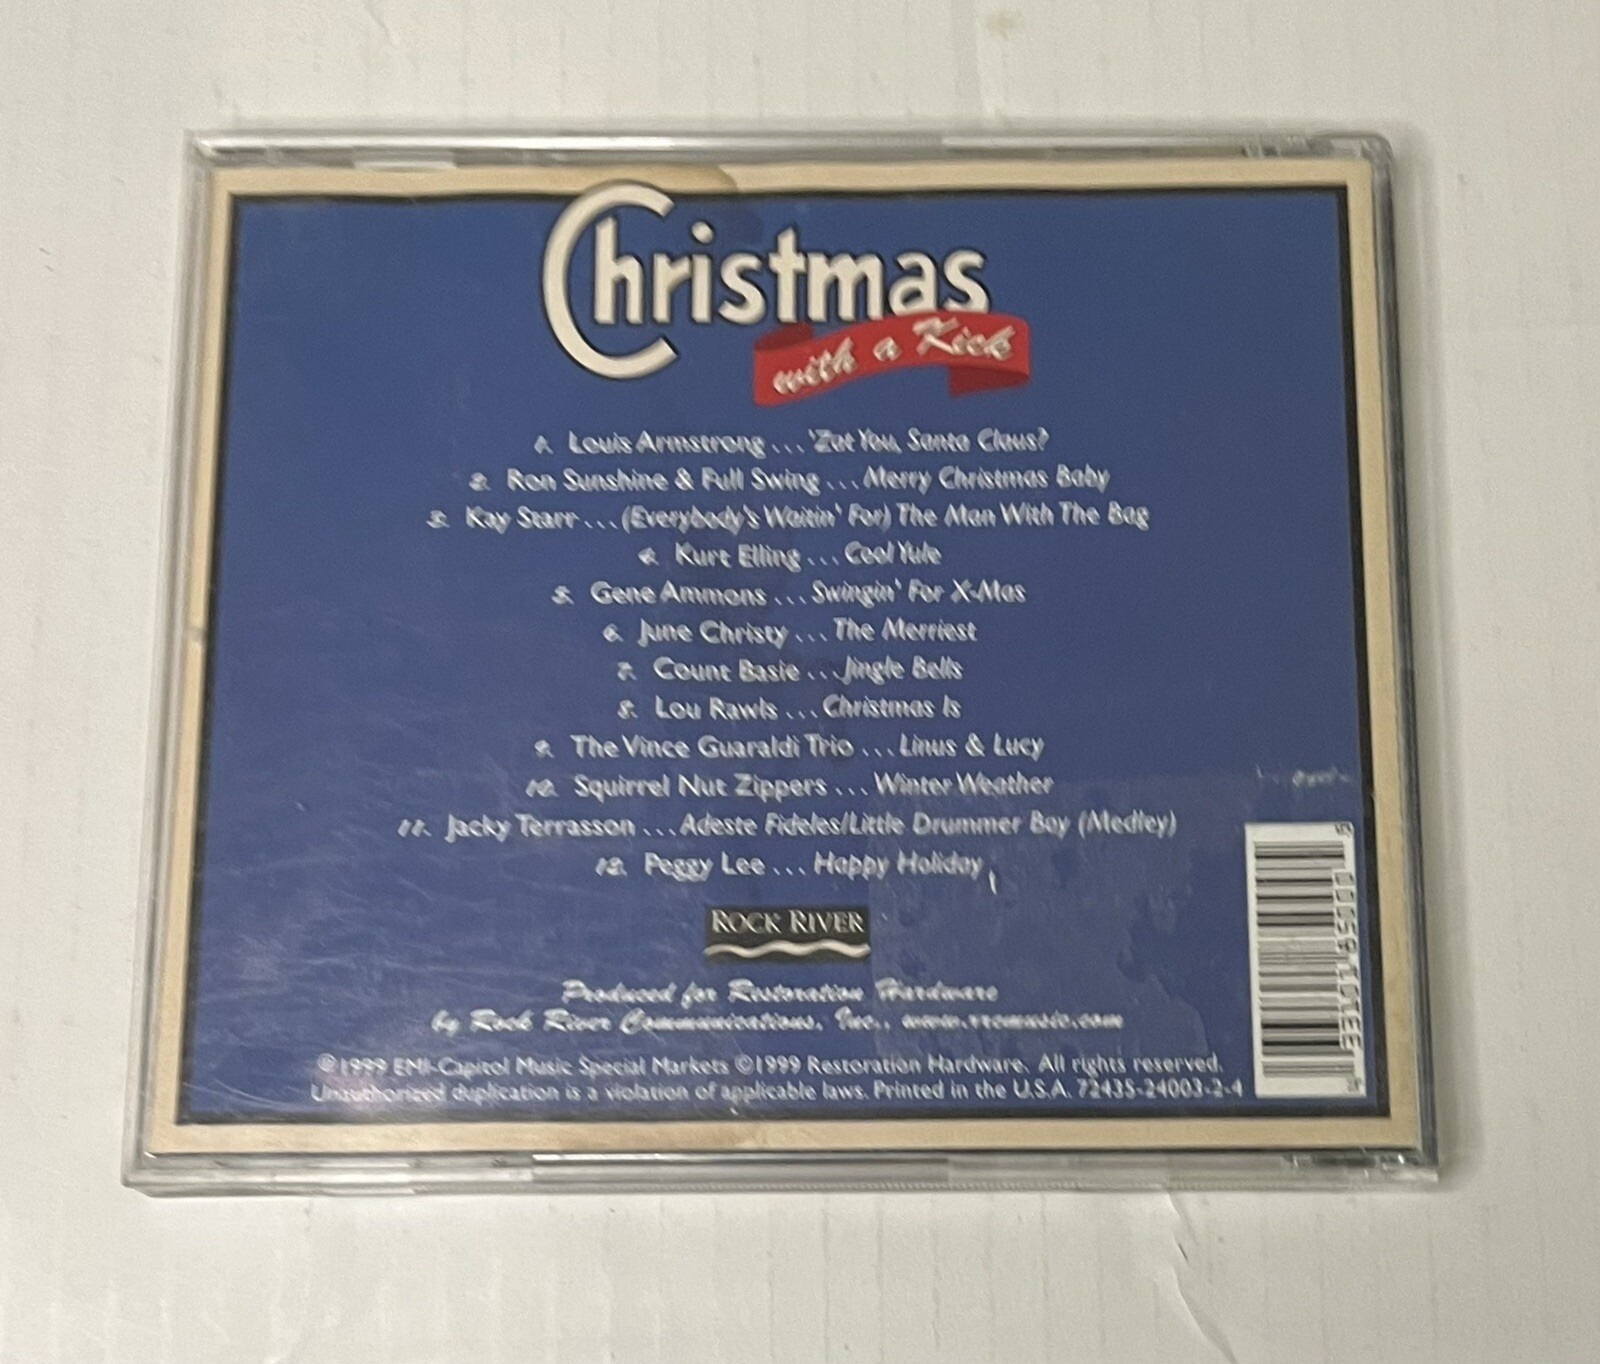 Christmas
with a Kick
1. Louis Armstrong ... 'Zat You, Santa Claus?
2. Ron Sunshine & Full Swing ... Merry Christmas Baby
3. Kay Starr ... (Everybody's Waitin' For) The Man With The Bag
4. Kurt Elling ... Cool Yule
5. Gene Ammons ... Swingin' For X-Mas
6. June Christy ... The Merriest
7. Count Basie ... Jingle Bells
8. Lou Rawls ... Christmas Is
9. The Vince Guaraldi Trio ... Linus & Lucy
10. Squirrel Nut Zippers ... Winter Weather
11. Jacky Terrasson ... Adeste Fideles/Little Drummer Boy (Medley)
12. Peggy Lee ... Happy Holiday
ROCK RIVER
Produced for Restoration Hardware
by Rock River Communications, Inc., www.rrcmusic.com
℗1999 EMI-Capitol Music Special Markets ©1999 Restoration Hardware. All rights reserved.
Unauthorized duplication is a violation of applicable laws. Printed in the U.S.A. 72435-24003-2-4